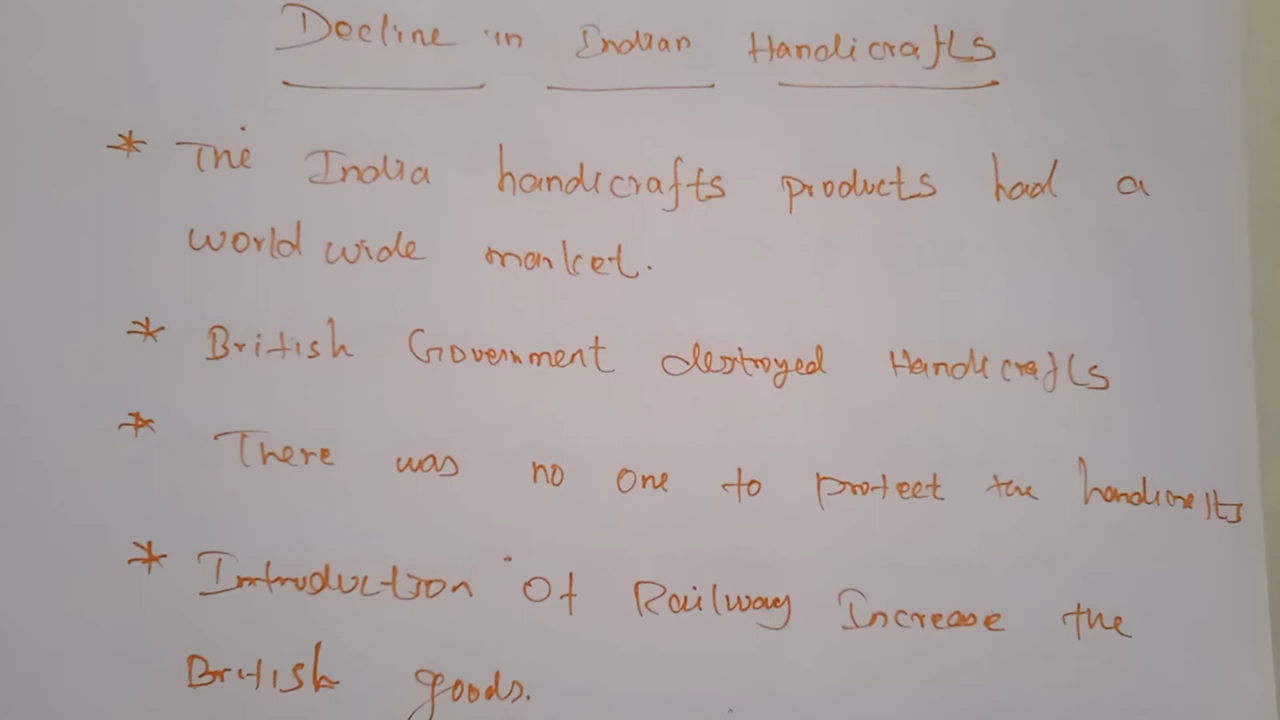 Decline in Indian Handicrafts
* The India handicrafts products had a
world wide market.
* British Government destroyed Handicrafts
* There was no one to protect the handicrafts
* Introduction Of Railway Increase the
British goods.